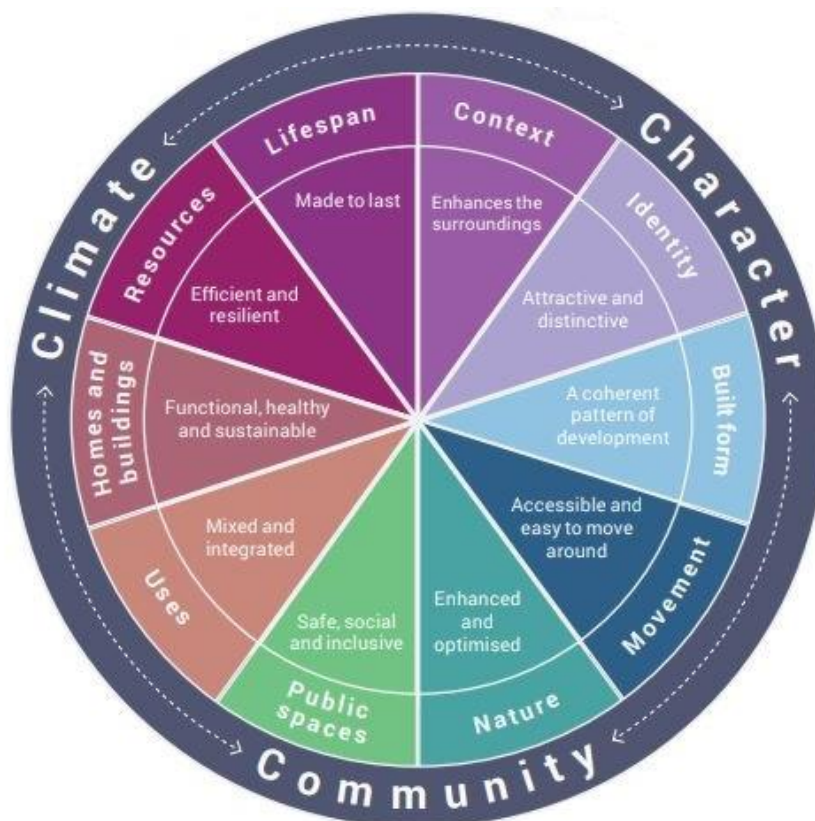 Climate
Character
Community
Context
Enhances the
surroundings
Identity
Attractive and
distinctive
Built form
A coherent
pattern of
development
Movement
Accessible and
easy to move
around
Nature
Enhanced
and
optimised
Public
spaces
Safe, social
and inclusive
Uses
Mixed and
integrated
Homes and
buildings
Functional, healthy
and sustainable
Resources
Efficient and
resilient
Lifespan
Made to last